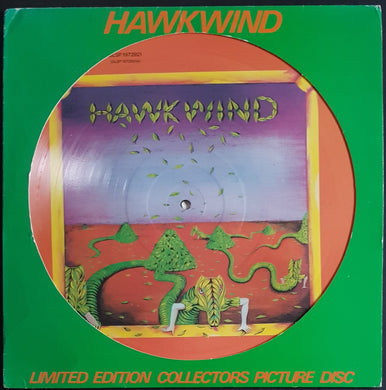 HAWKWIND
HAWKWIND
LIMITED EDITION COLLECTORS PICTURE DISC